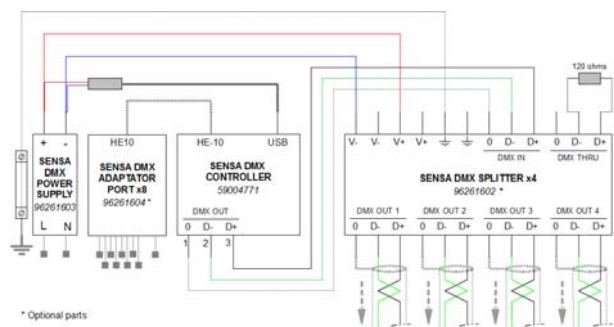 120 ohms
+ -
HE10
HE-10 USB
V- V- V+ V+ 0 D- D+ 0 D- D+
DMX IN DMX THRU
SENSA DMX POWER SUPPLY
96261603
L N
SENSA DMX ADAPTATOR PORT x8
96261604 *
SENSA DMX CONTROLLER
59004771
DMX OUT
0 D- D+
1 2 3
SENSA DMX SPLITTER x4
96261602 *
DMX OUT 1 DMX OUT 2 DMX OUT 3 DMX OUT 4
0 D- D+ 0 D- D+ 0 D- D+ 0 D- D+
* Optional parts